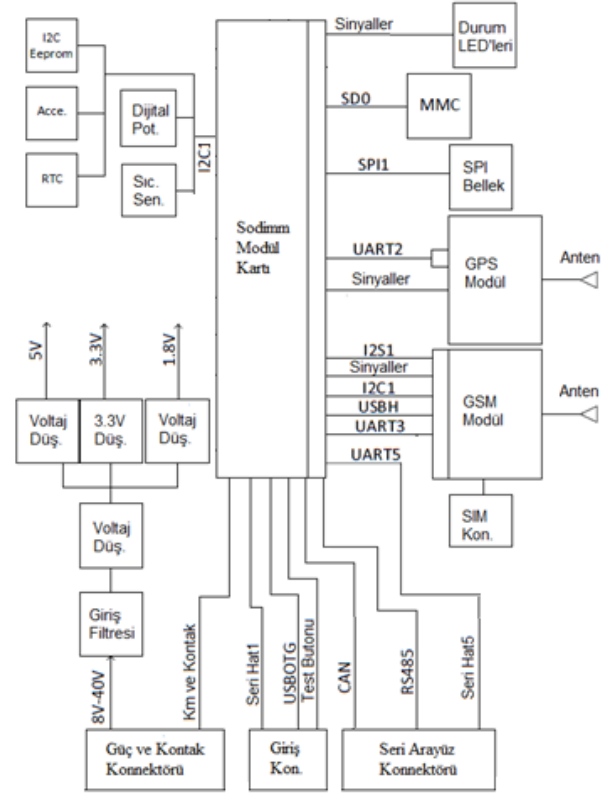 I2C
Eeprom
Acce.
RTC
Dijital
Pot.
Sıc.
Sen.
I2C1
Sodimm
Modül
Kartı
Sinyaller
Durum
LED'leri
SD0
MMC
SPI1
SPI
Bellek
UART2
Sinyaller
GPS
Modül
Anten
I2S1
Sinyaller
I2C1
USBH
UART3
UART5
GSM
Modül
Anten
SIM
Kon.
5V
3.3V
1.8V
Voltaj
Düş.
3.3V
Düş.
Voltaj
Düş.
Voltaj
Düş.
Giriş
Filtresi
8V-40V
Km ve Kontak
Seri Hat1
USBOTG
Test Butonu
CAN
RS485
Seri Hat5
Güç ve Kontak
Konnektörü
Giriş
Kon.
Seri Arayüz
Konnektörü